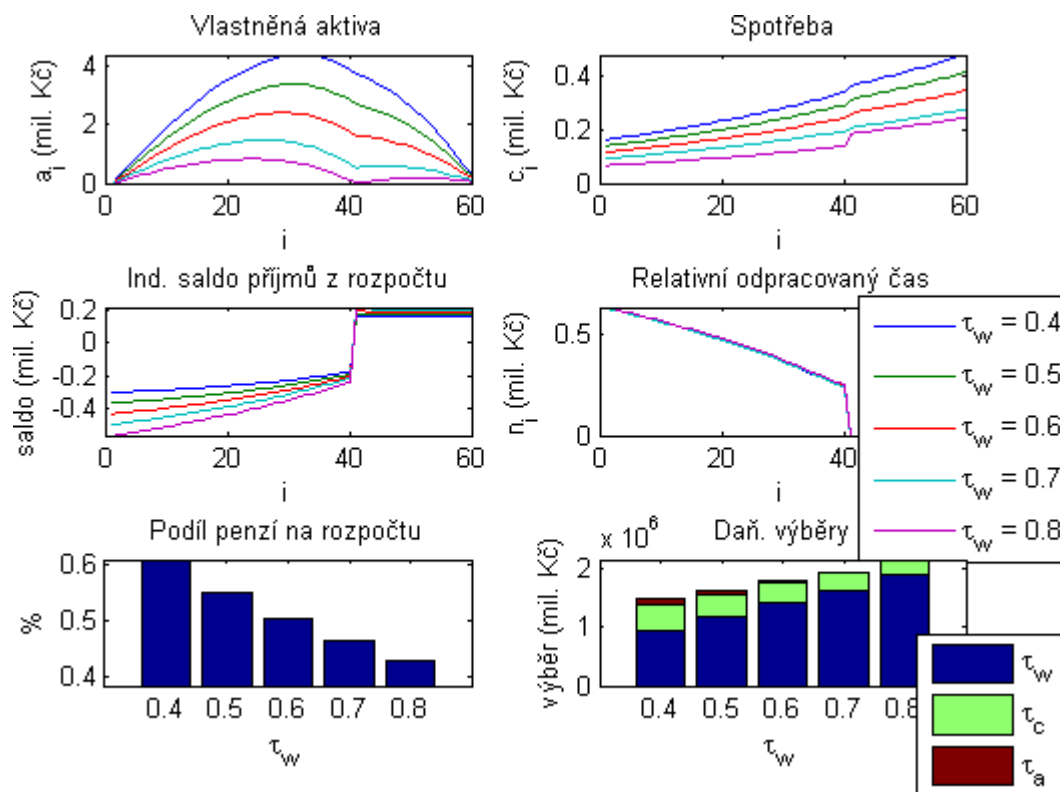 Vlastněná aktiva
a_i (mil. Kč)
4
2
0
0 20 40 60
i
Spotřeba
c_i (mil. Kč)
0.4
0.2
0
0 20 40 60
i
Ind. saldo příjmů z rozpočtu
saldo (mil. Kč)
0.2
0
-0.2
-0.4
0 20 40 60
i
Relativní odpracovaný čas
n_i (mil. Kč)
0.5
0
0 20 40
i
τ_w = 0.4
τ_w = 0.5
τ_w = 0.6
τ_w = 0.7
τ_w = 0.8
Podíl penzí na rozpočtu
%
0.6
0.5
0.4
0.4 0.5 0.6 0.7 0.8
τ_w
Daň. výběry
x 10^6
výběr (mil. Kč)
2
1
0
0.4 0.5 0.6 0.7 0.8
τ_w
τ_w
τ_c
τ_a